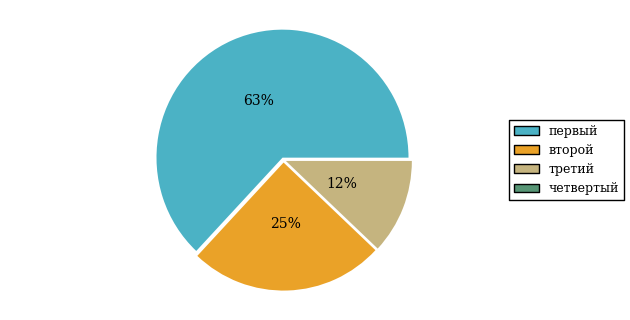 63%
12%
25%
первый
второй
третий
четвертый